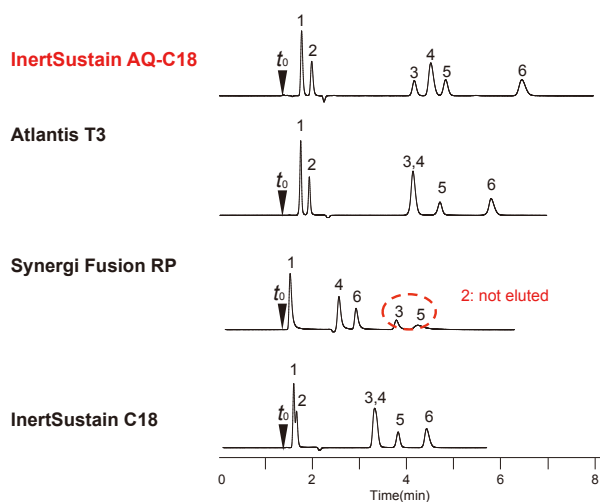 1
2
3
4
5
6
t0
InertSustain AQ-C18
Atlantis T3
1
2
3,4
5
6
t0
Synergi Fusion RP
1
4
6
3
5
2: not eluted
t0
InertSustain C18
1
2
3,4
5
6
t0
0 2 4 6 8
Time(min)